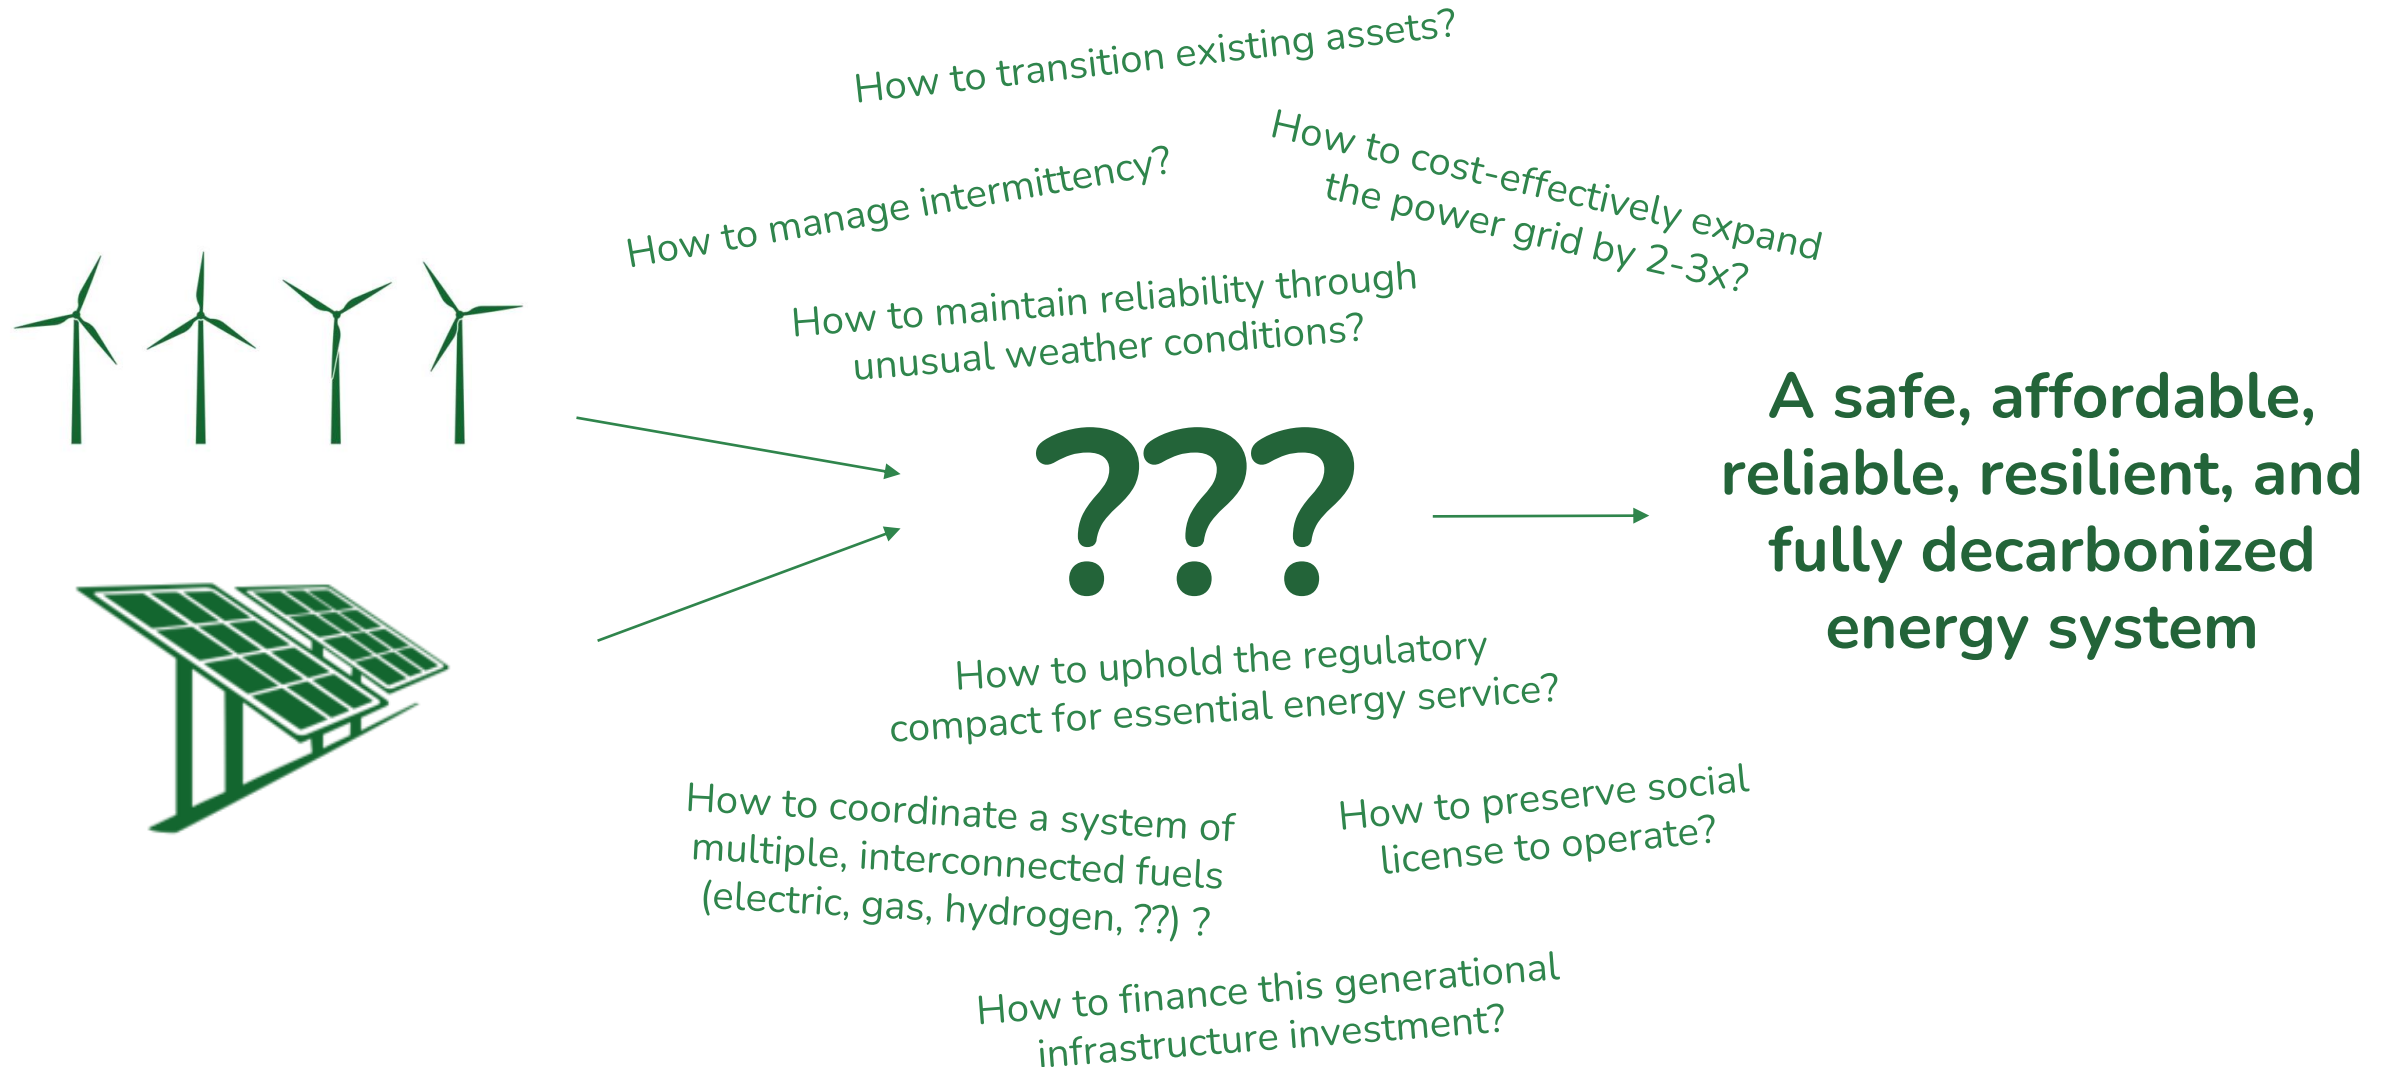 How to transition existing assets?
How to manage intermittency?
How to cost-effectively expand
the power grid by 2-3x?
How to maintain reliability through
unusual weather conditions?
???
A safe, affordable,
reliable, resilient, and
fully decarbonized
energy system
How to uphold the regulatory
compact for essential energy service?
How to coordinate a system of
multiple, interconnected fuels
(electric, gas, hydrogen, ??) ?
How to preserve social
license to operate?
How to finance this generational
infrastructure investment?